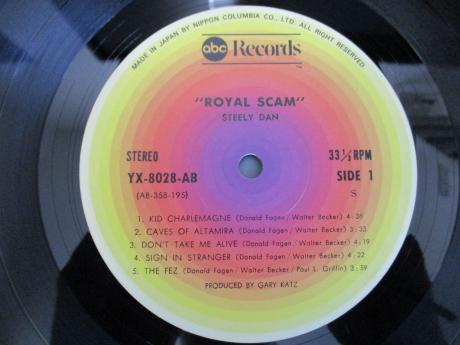 MADE IN JAPAN BY NIPPON COLUMBIA CO., LTD. ALL RIGHT RESERVED.
abc Records
"ROYAL SCAM"
STEELY DAN
STEREO
33 1/3 RPM
YX-8028-AB
SIDE 1
(AB-358-195)
S
1. KID CHARLEMAGNE (Donald Fagen/Walter Becker) 4:38
2. CAVES OF ALTAMIRA (Donald Fagen/Walter Becker) 3:33
3. DON'T TAKE ME ALIVE (Donald Fagen/Walter Becker) 4:19
4. SIGN IN STRANGER (Donald Fagen/Walter Becker) 4:22
5. THE FEZ (Donald Fagen/Walter Becker/Paul L. Griffin) 3:59
PRODUCED BY GARY KATZ